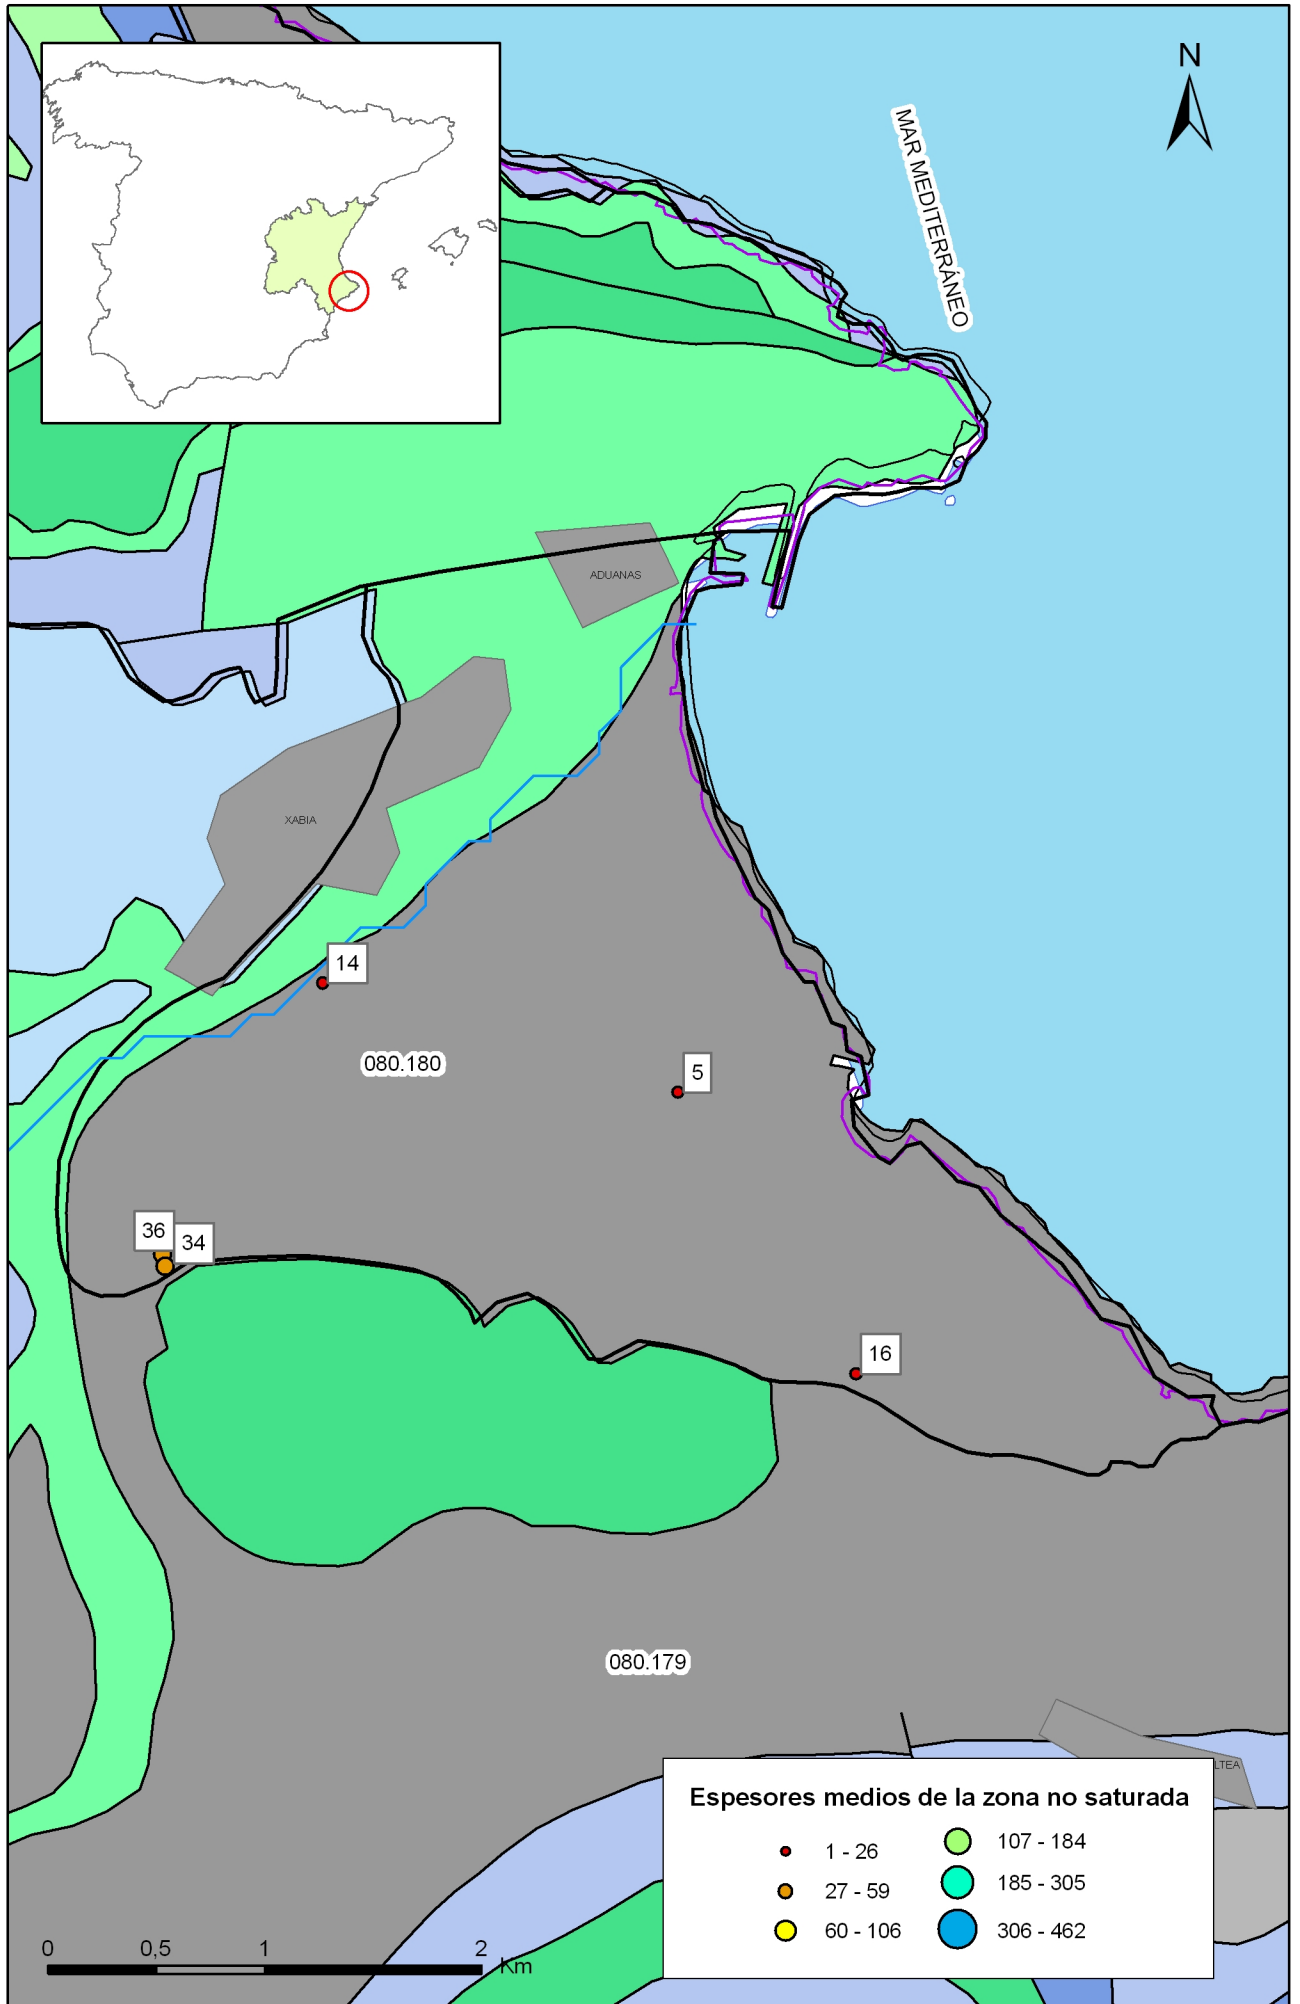 N
MAR MEDITERRÁNEO
ADUANAS
XABIA
14
080.180
5
36
34
16
080.179
LTEA
Espesores medios de la zona no saturada
1 - 26
27 - 59
60 - 106
107 - 184
185 - 305
306 - 462
0 0,5 1 2
Km